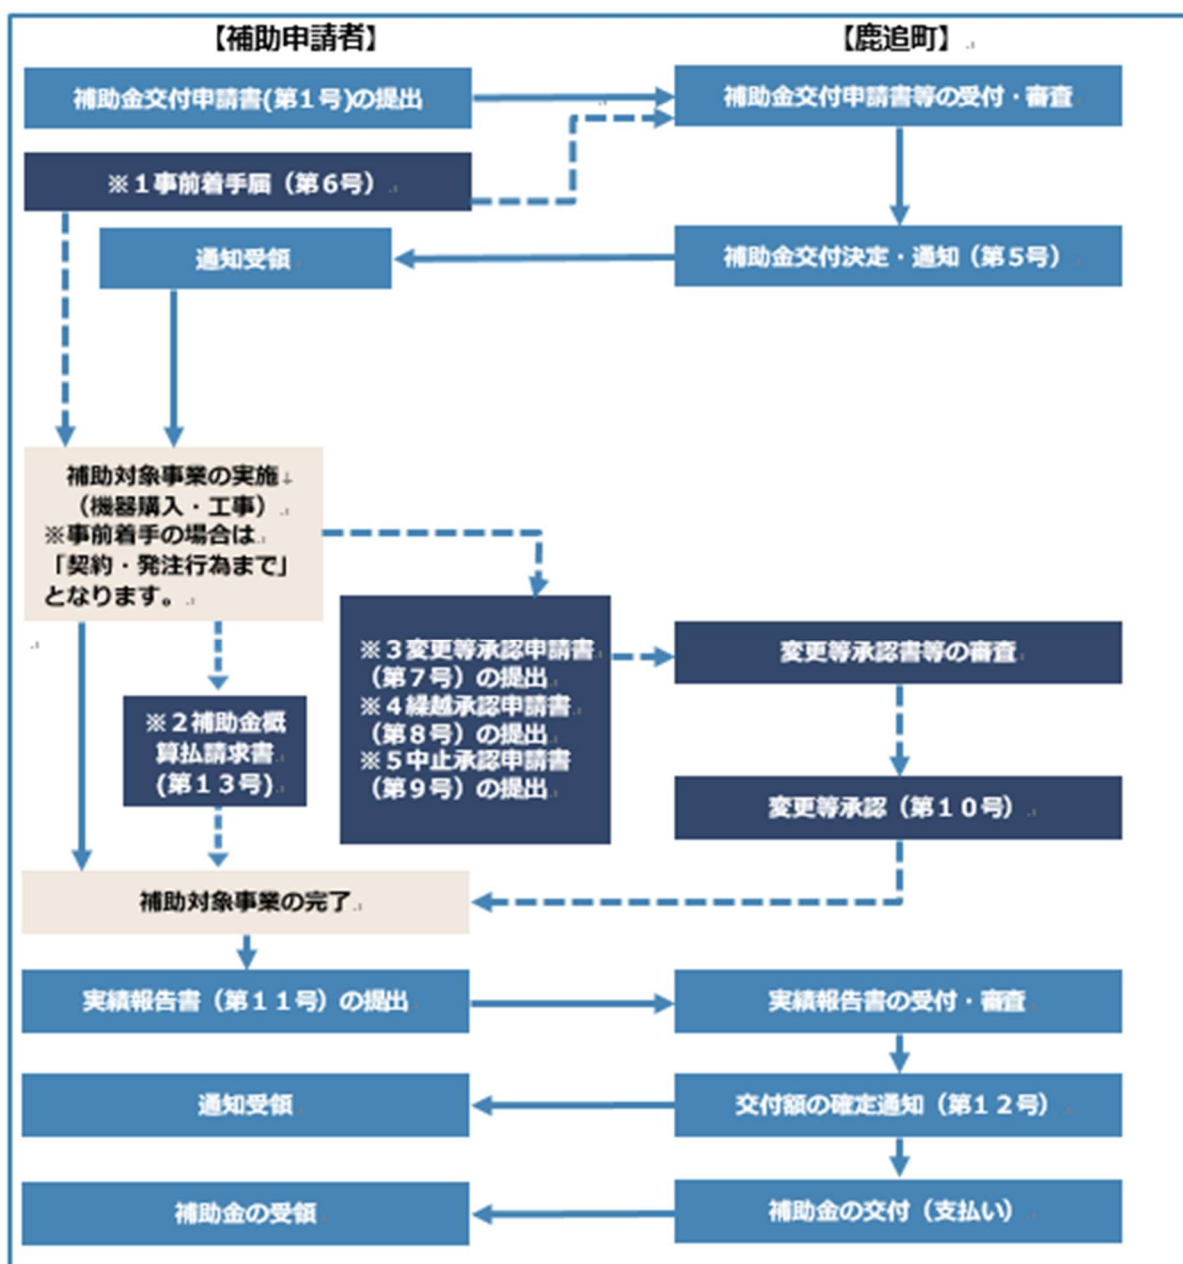 【補助申請者】
【鹿追町】
補助金交付申請書(第1号)の提出
補助金交付申請書等の受付・審査
※1事前着手届（第6号）
通知受領
補助金交付決定・通知（第5号）
補助対象事業の実施
（機器購入・工事）
※事前着手の場合は
「契約・発注行為まで」
となります。
※3変更等承認申請書
（第7号）の提出
※4繰越承認申請書
（第8号）の提出
※5中止承認申請書
（第9号）の提出
変更等承認書等の審査
※2補助金概
算払請求書
(第13号)
変更等承認（第10号）
補助対象事業の完了
実績報告書（第11号）の提出
実績報告書の受付・審査
通知受領
交付額の確定通知（第12号）
補助金の受領
補助金の交付（支払い）